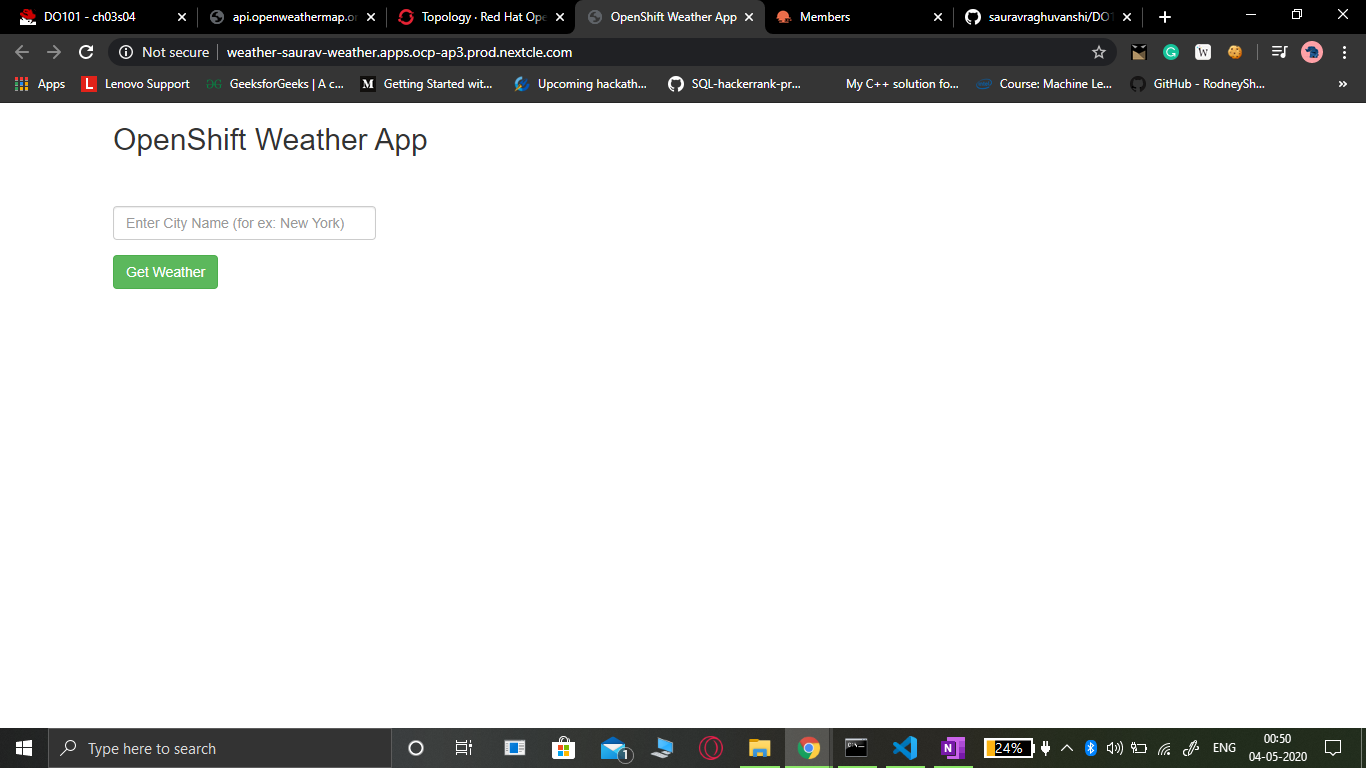 DO101 - ch03s04
api.openweathermap.or
Topology · Red Hat Ope
OpenShift Weather App
Members
sauravraghuvanshi/DO1
Not secure
weather-saurav-weather.apps.ocp-ap3.prod.nextcle.com
Apps
L Lenovo Support
GeeksforGeeks | A c...
M Getting Started wit...
Upcoming hackath...
SQL-hackerrank-pr...
My C++ solution fo...
Course: Machine Le...
GitHub - RodneySh...
»
OpenShift Weather App
Enter City Name (for ex: New York)
Get Weather
Type here to search
1
24%
ENG
00:50
04-05-2020